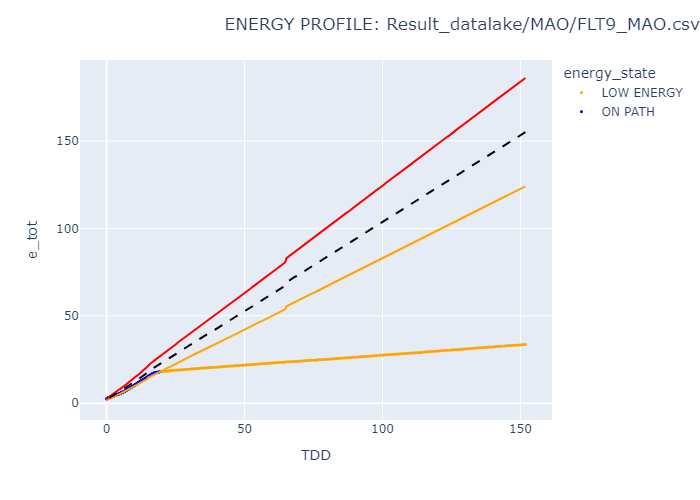 ENERGY PROFILE: Result_datalake/MAO/FLT9_MAO.csv
energy_state
LOW ENERGY
ON PATH
e_tot
150
100
50
0
0
50
100
150
TDD